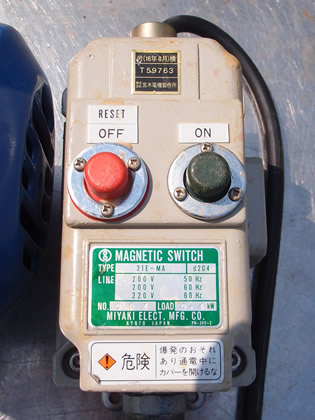 (16年8月)検
T59763
宮木電機製作所
RESET
OFF
ON
MAGNETIC SWITCH
TYPE 21E-MA d2G4
LINE 200 V 50 Hz
200 V 60 Hz
220 V 60 Hz
NO. LOAD kW
MIYAKI ELECT. MFG. CO.
KYOTO JAPAN
危険
爆発のおそれ
あり通電中に
カバーを開けるな